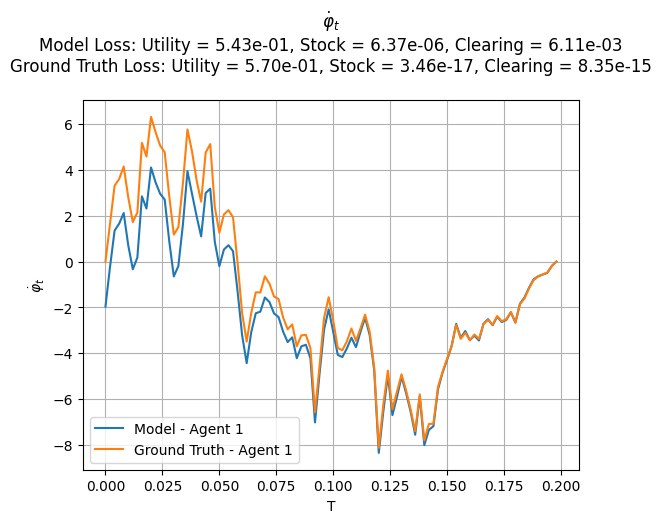 φ̇ₜ
Model Loss: Utility = 5.43e-01, Stock = 6.37e-06, Clearing = 6.11e-03
Ground Truth Loss: Utility = 5.70e-01, Stock = 3.46e-17, Clearing = 8.35e-15
φ̇ₜ
6
4
2
0
−2
−4
−6
−8
Model - Agent 1
Ground Truth - Agent 1
0.000 0.025 0.050 0.075 0.100 0.125 0.150 0.175 0.200
T